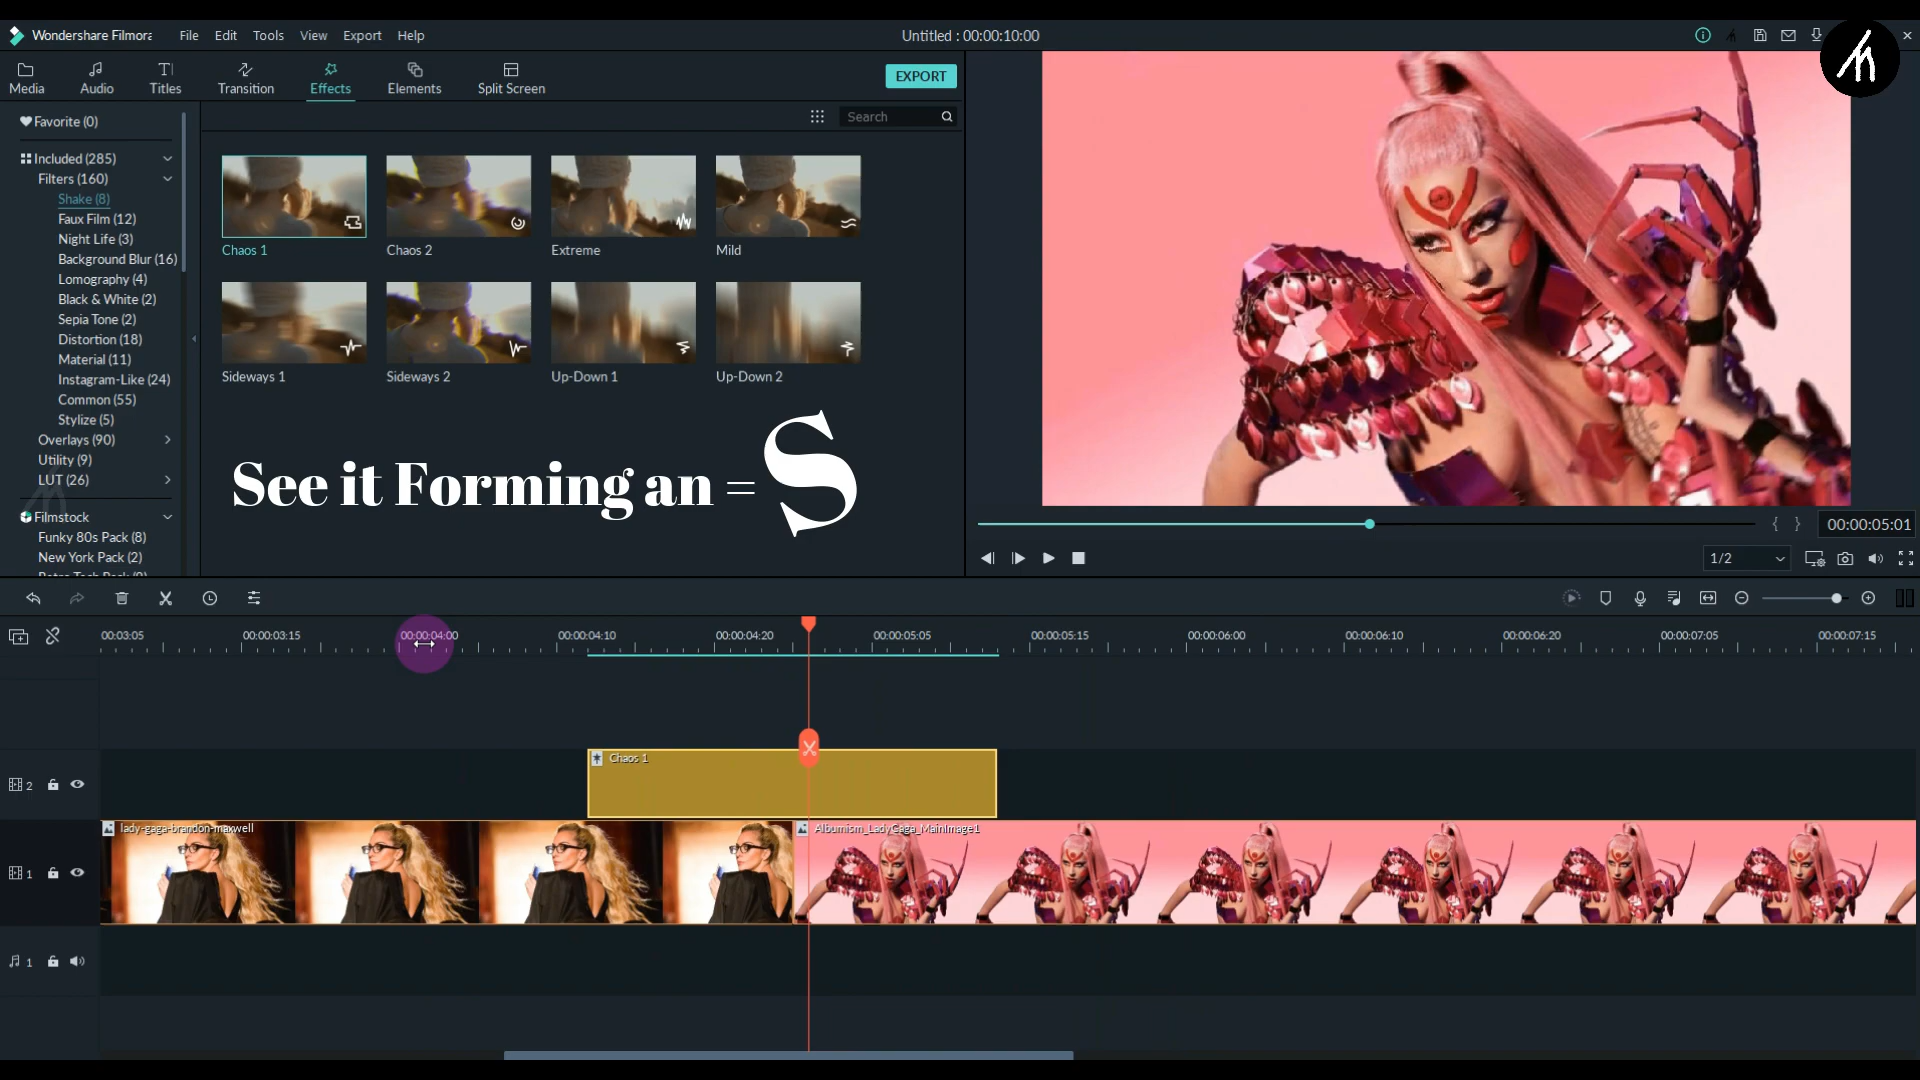 Wondershare Filmora
File
Edit
Tools
View
Export
Help
Untitled : 00:00:10:00
Media
Audio
Titles
Transition
Effects
Elements
Split Screen
EXPORT
Search
Favorite (0)
Included (285)
Filters (160)
Shake (8)
Faux Film (12)
Night Life (3)
Background Blur (16)
Lomography (4)
Black & White (2)
Sepia Tone (2)
Distortion (18)
Material (11)
Instagram-Like (24)
Common (55)
Stylize (5)
Overlays (90)
Utility (9)
LUT (26)
Filmstock
Funky 80s Pack (8)
New York Pack (2)
Chaos 1
Chaos 2
Extreme
Mild
Sideways 1
Sideways 2
Up-Down 1
Up-Down 2
See it Forming an = S
00:00:05:01
1/2
00:00:03:05
00:00:03:15
00:00:04:00
00:00:04:10
00:00:04:20
00:00:05:05
00:00:05:15
00:00:06:00
00:00:06:10
00:00:06:20
00:00:07:05
00:00:07:15
2
Chaos 1
1
lady-gaga-brandon-maxwell
Albumism_LadyGaga_MainImage1
1